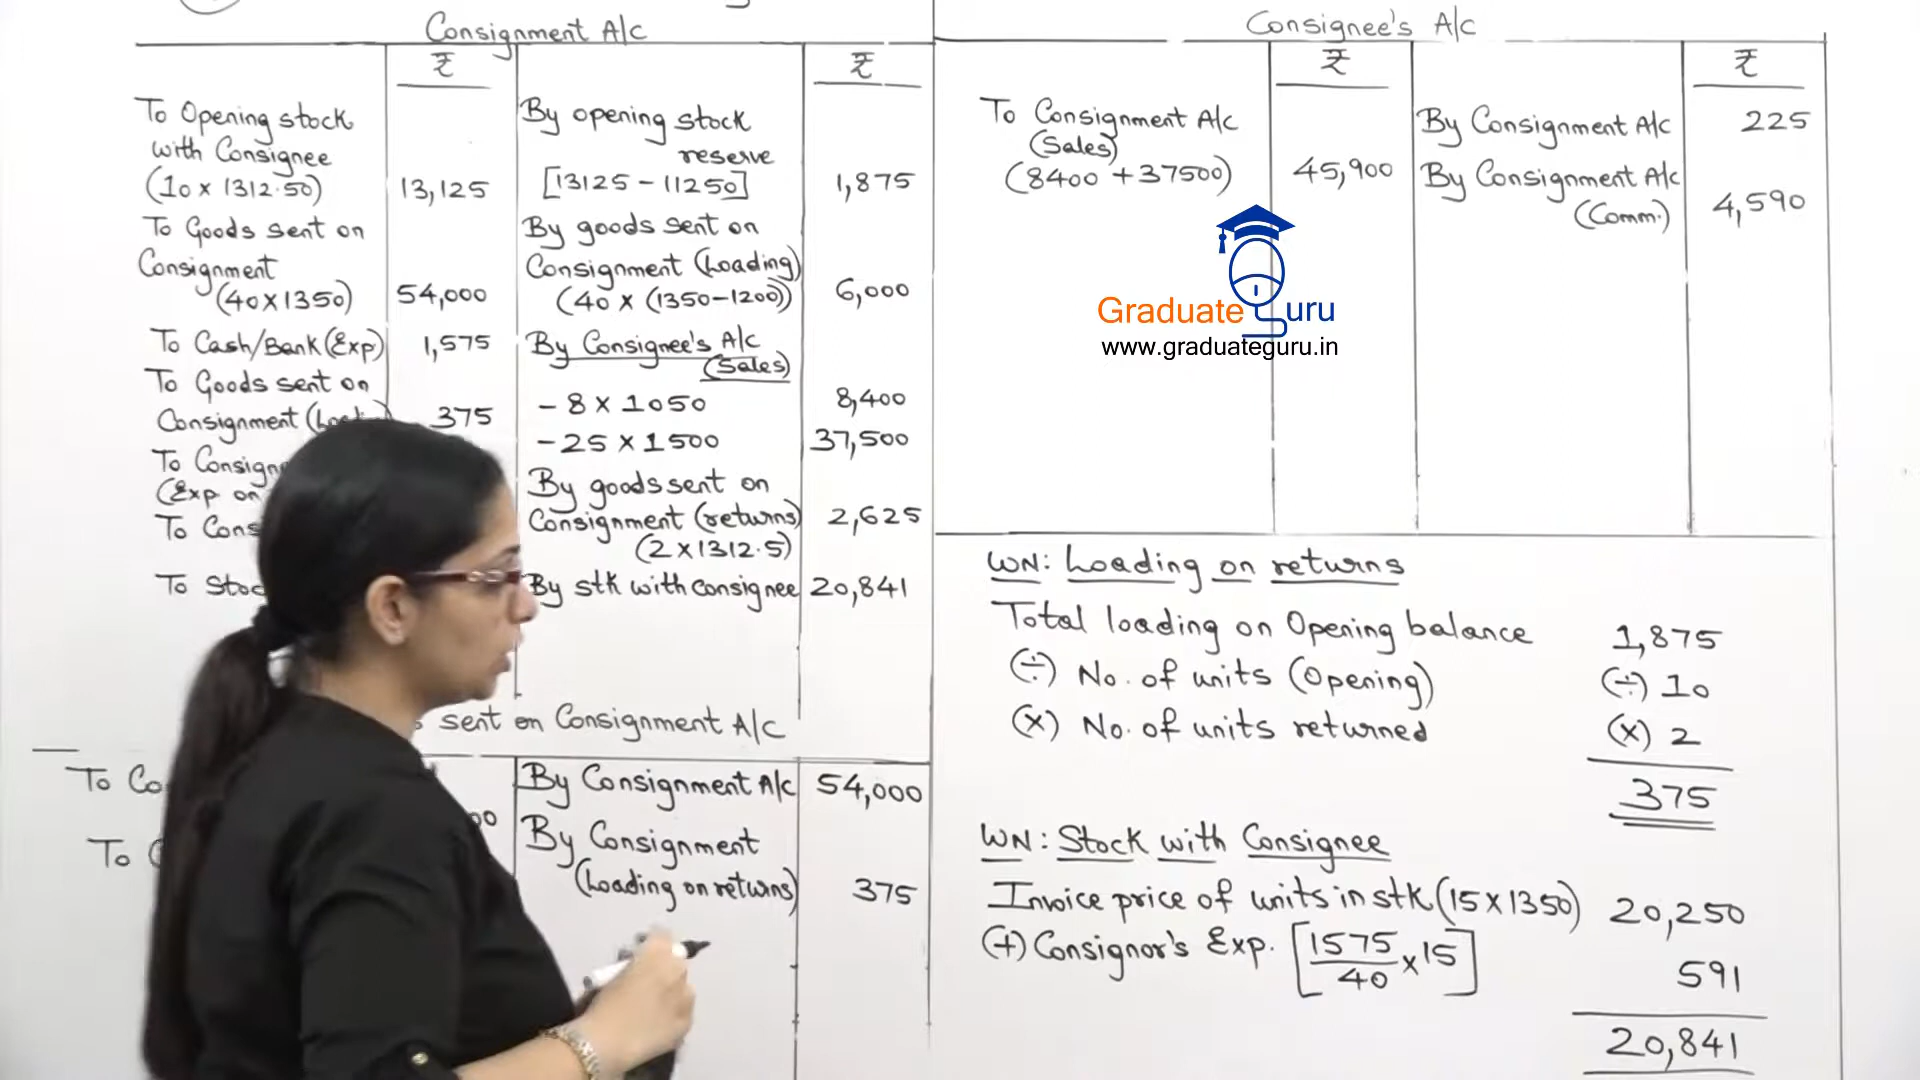 Consignment A/c
₹ ₹
To Opening stock
with Consignee
(10 x 1312.50) 13,125
To Goods sent on
Consignment
(40x1350) 54,000
To Cash/Bank (Exp) 1,575
To Goods sent on
Consignment 375
To
(Exp on
To
To
By opening stock
reserve
[13125 - 11250] 1,875
By goods sent on
Consignment (Loading)
(40 x (1350-1200)) 6,000
By Consignee's A/c
(Sales)
- 8 x 1050 8,400
- 25 x 1500 37,500
By goods sent on
Consignment (returns) 2,625
(2 x 1312.5)
By stk with consignee 20,841
Consignee's A/c
₹ ₹
To Consignment A/c
(Sales)
(8400 + 37500) 45,900
By Consignment A/c 225
By Consignment A/c
(Comm.) 4,590
Graduate Guru
www.graduateguru.in
sent on Consignment A/c
To
To
By Consignment A/c 54,000
By Consignment
(Loading on returns) 375
WN: Loading on returns
Total loading on Opening balance 1,875
(÷) No. of units (Opening) (÷) 10
(x) No. of units returned (x) 2
375
WN: Stock with Consignee
Invoice price of units in stk (15 x 1350) 20,250
(+) Consignor's Exp. [1575/40 x 15] 591
20,841